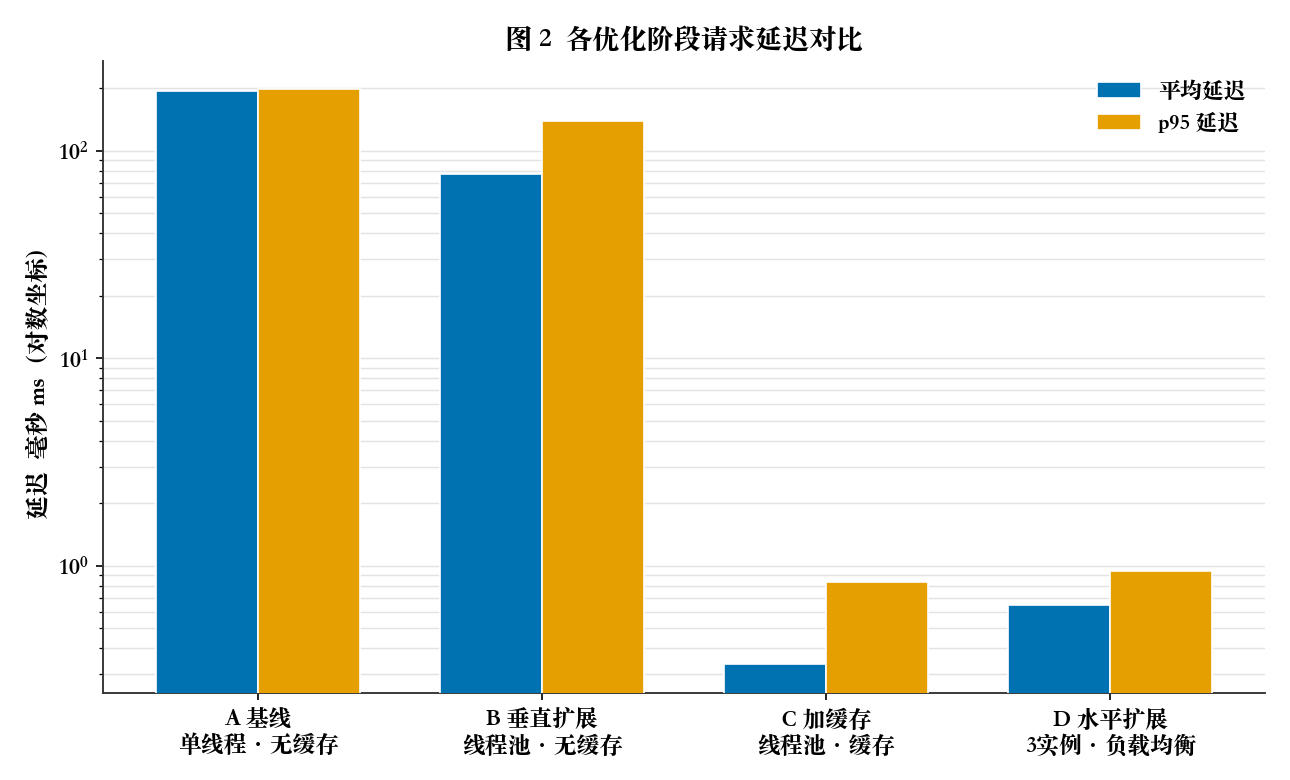 图 2 各优化阶段请求延迟对比
平均延迟
p95 延迟
延迟 毫秒 ms（对数坐标）
10²
10¹
10⁰
A 基线
单线程 · 无缓存
B 垂直扩展
线程池 · 无缓存
C 加缓存
线程池 · 缓存
D 水平扩展
3实例 · 负载均衡